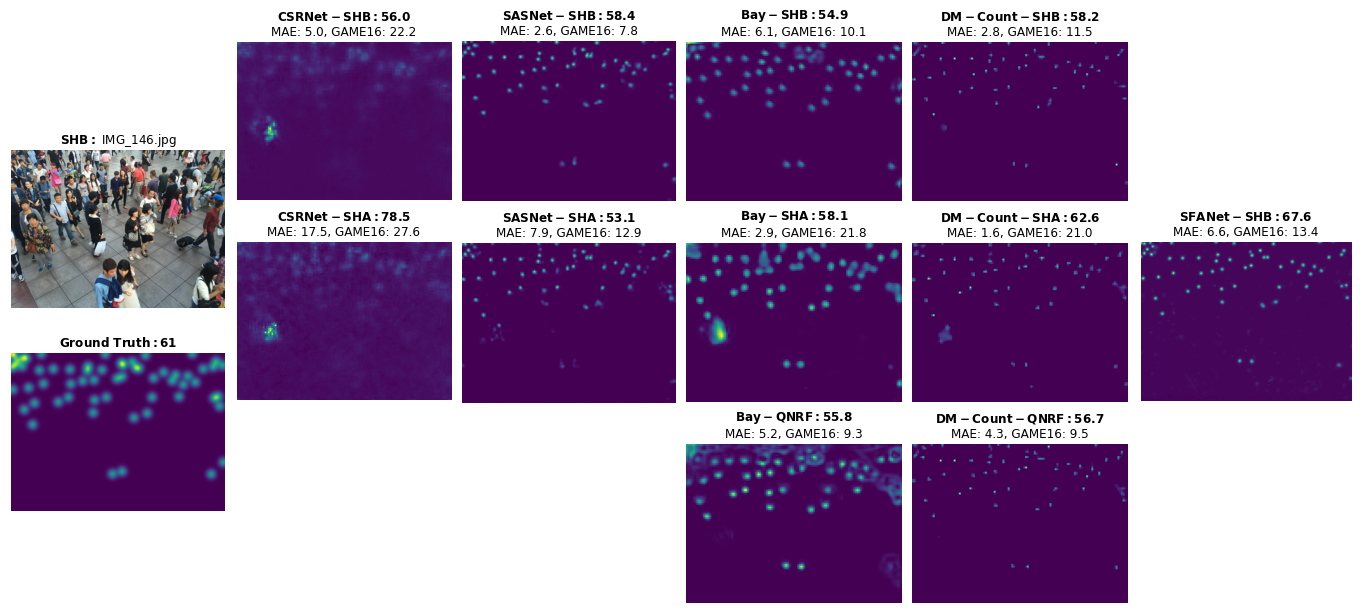 CSRNet − SHB: 56.0
MAE: 5.0, GAME16: 22.2
SASNet − SHB: 58.4
MAE: 2.6, GAME16: 7.8
Bay − SHB: 54.9
MAE: 6.1, GAME16: 10.1
DM − Count − SHB: 58.2
MAE: 2.8, GAME16: 11.5
SHB: IMG_146.jpg
CSRNet − SHA: 78.5
MAE: 17.5, GAME16: 27.6
SASNet − SHA: 53.1
MAE: 7.9, GAME16: 12.9
Bay − SHA: 58.1
MAE: 2.9, GAME16: 21.8
DM − Count − SHA: 62.6
MAE: 1.6, GAME16: 21.0
SFANet − SHB: 67.6
MAE: 6.6, GAME16: 13.4
Ground Truth: 61
Bay − QNRF: 55.8
MAE: 5.2, GAME16: 9.3
DM − Count − QNRF: 56.7
MAE: 4.3, GAME16: 9.5